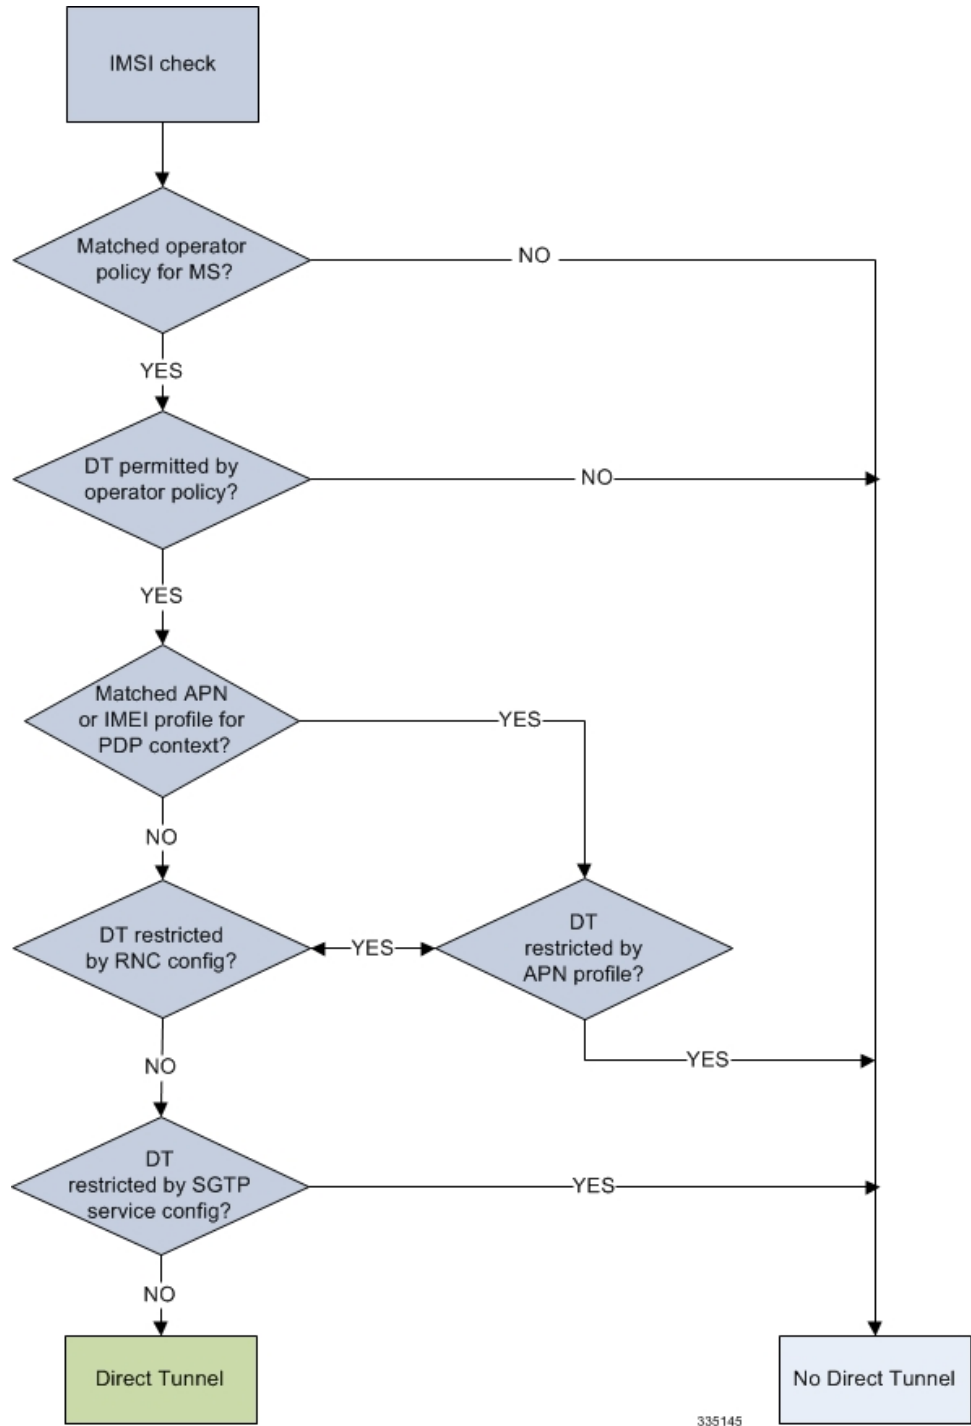 IMSI check
Matched operator
policy for MS?
NO
YES
DT permitted by
operator policy?
NO
YES
Matched APN
or IMEI profile for
PDP context?
YES
NO
DT restricted
by RNC config?
YES
DT
restricted by
APN profile?
NO
YES
DT
restricted by SGTP
service config?
YES
NO
Direct Tunnel
No Direct Tunnel
335145